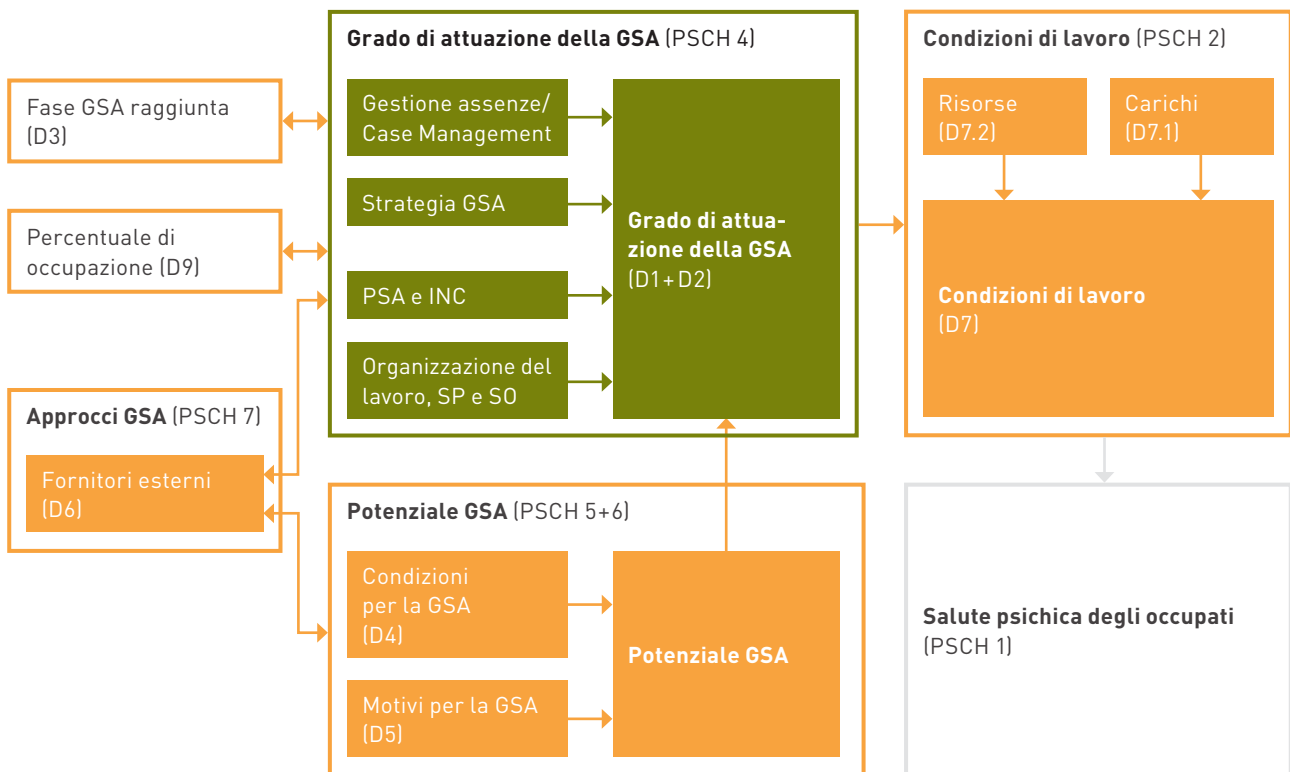 Grado di attuazione della GSA (PSCH 4)
Condizioni di lavoro (PSCH 2)
Fase GSA raggiunta
(D3)
Gestione assenze/
Case Management
Risorse
(D7.2)
Carichi
(D7.1)
Strategia GSA
Percentuale di
occupazione (D9)
Grado di attua-
zione della GSA
(D1+D2)
PSA e INC
Condizioni di lavoro
(D7)
Organizzazione del
lavoro, SP e SO
Approcci GSA (PSCH 7)
Fornitori esterni
(D6)
Potenziale GSA (PSCH 5+6)
Condizioni
per la GSA
(D4)
Potenziale GSA
Motivi per la GSA
(D5)
Salute psichica degli occupati
(PSCH 1)